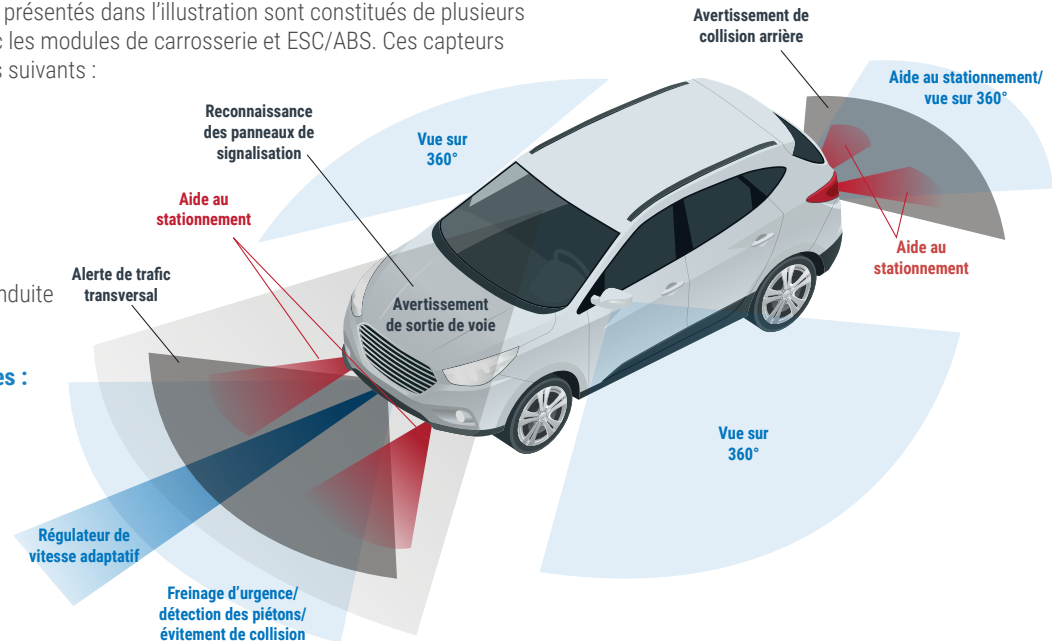 présentés dans l'illustration sont constitués de plusieurs
les modules de carrosserie et ESC/ABS. Ces capteurs
suivants :
Avertissement de
collision arrière
Aide au stationnement/
vue sur 360°
Reconnaissance
des panneaux de
signalisation
Vue sur
360°
Aide au
stationnement
Aide au
stationnement
Alerte de trafic
transversal
Avertissement
de sortie de voie
Vue sur
360°
Régulateur de
vitesse adaptatif
Freinage d'urgence/
détection des piétons/
évitement de collision